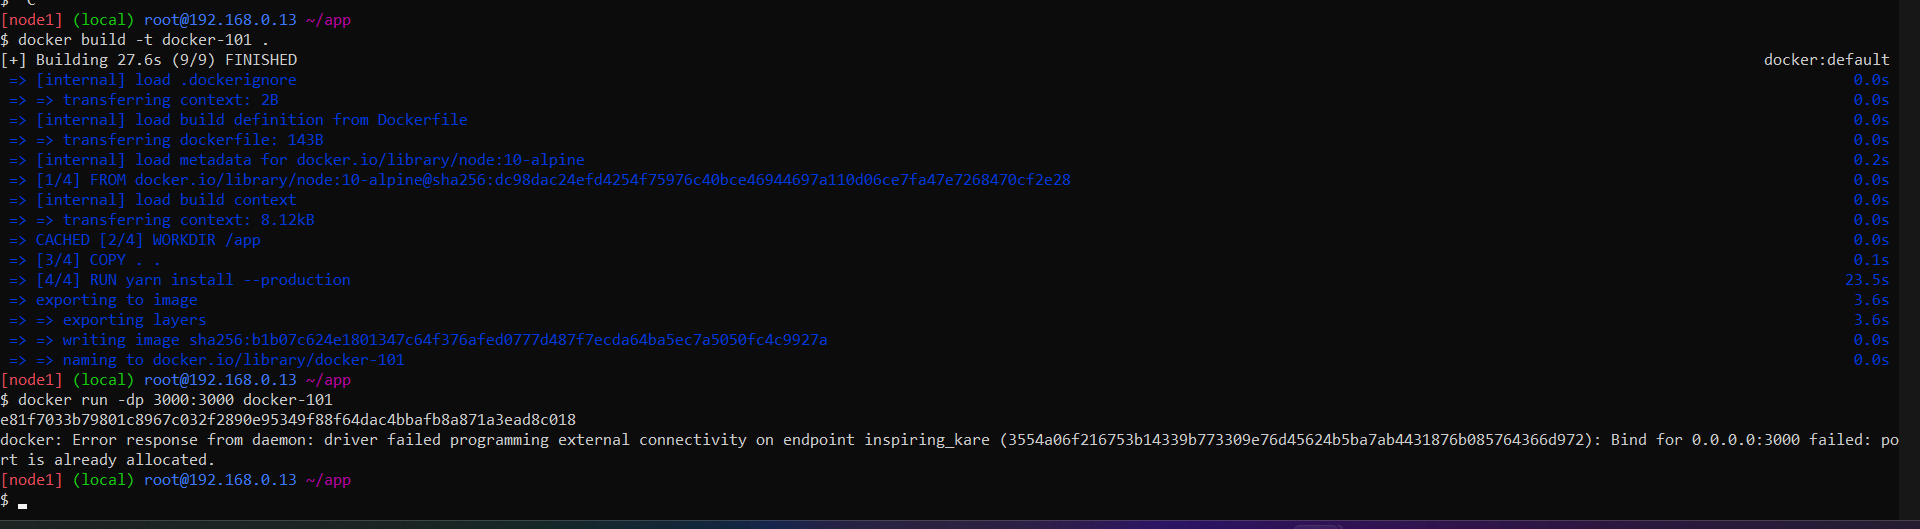 $ ^C
[node1] (local) root@192.168.0.13 ~/app
$ docker build -t docker-101 .
[+] Building 27.6s (9/9) FINISHED docker:default
=> [internal] load .dockerignore 0.0s
=> => transferring context: 2B 0.0s
=> [internal] load build definition from Dockerfile 0.0s
=> => transferring dockerfile: 143B 0.0s
=> [internal] load metadata for docker.io/library/node:10-alpine 0.2s
=> [1/4] FROM docker.io/library/node:10-alpine@sha256:dc98dac24efd4254f75976c40bce46944697a110d06ce7fa47e7268470cf2e28 0.0s
=> [internal] load build context 0.0s
=> => transferring context: 8.12kB 0.0s
=> CACHED [2/4] WORKDIR /app 0.0s
=> [3/4] COPY . . 0.1s
=> [4/4] RUN yarn install --production 23.5s
=> exporting to image 3.6s
=> => exporting layers 3.6s
=> => writing image sha256:b1b07c624e1801347c64f376afed0777d487f7ecda64ba5ec7a5050fc4c9927a 0.0s
=> => naming to docker.io/library/docker-101 0.0s
[node1] (local) root@192.168.0.13 ~/app
$ docker run -dp 3000:3000 docker-101
e81f7033b79801c8967c032f2890e95349f88f64dac4bbafb8a871a3ead8c018
docker: Error response from daemon: driver failed programming external connectivity on endpoint inspiring_kare (3554a06f216753b14339b773309e76d45624b5ba7ab4431876b085764366d972): Bind for 0.0.0.0:3000 failed: po
rt is already allocated.
[node1] (local) root@192.168.0.13 ~/app
$